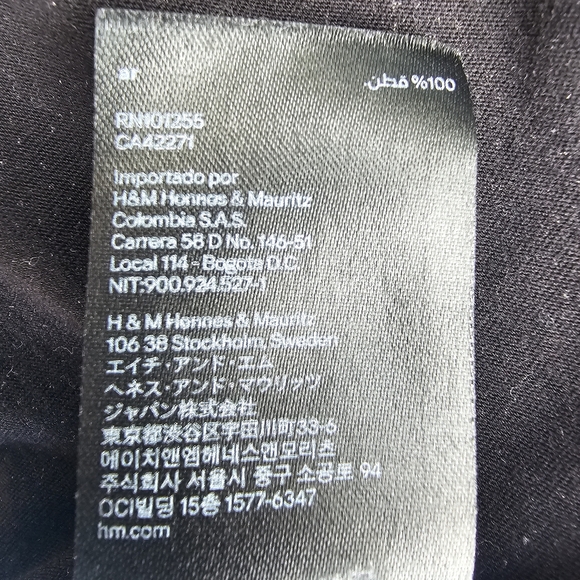 ar
%100 قطن.
RN101255
CA42271
Importado por
H&M Hennes & Mauritz
Colombia S.A.S.
Carrera 58 D No. 146-51
Local 114 - Bogota D.C
NIT:900.924.527-1
H & M Hennes & Mauritz
106 38 Stockholm, Sweden
エイチ・アンド・エム
ヘネス・アンド・マウリッツ
ジャパン株式会社
東京都渋谷区宇田川町33-6
에이치앤엠헤네스앤모리츠
주식회사 서울시 중구 소공로 94
OCI빌딩 15층 1577-6347
hm.com